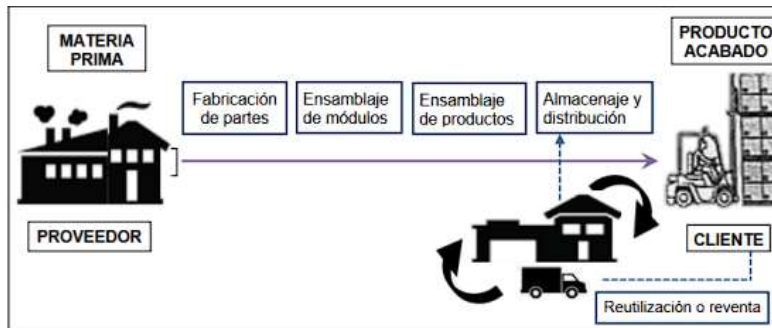 MATERIA
PRIMA
PRODUCTO
ACABADO
Fabricación
de partes
Ensamblaje
de módulos
Ensamblaje
de productos
Almacenaje y
distribución
PROVEEDOR
CLIENTE
Reutilización o reventa